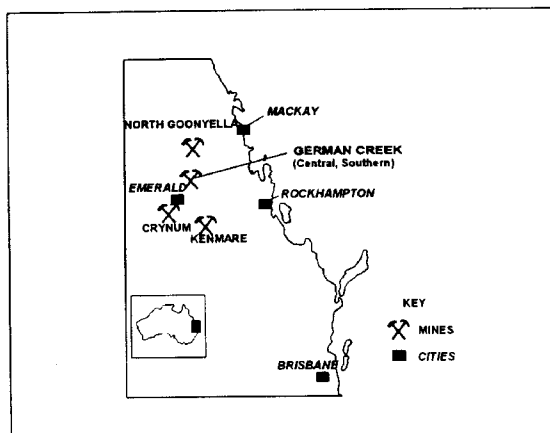 MACKAY
NORTH GOONYELLA
GERMAN CREEK
(Central, Southern)
EMERALD
ROCKHAMPTON
CRYNUM
KENMARE
KEY
MINES
CITIES
BRISBANE